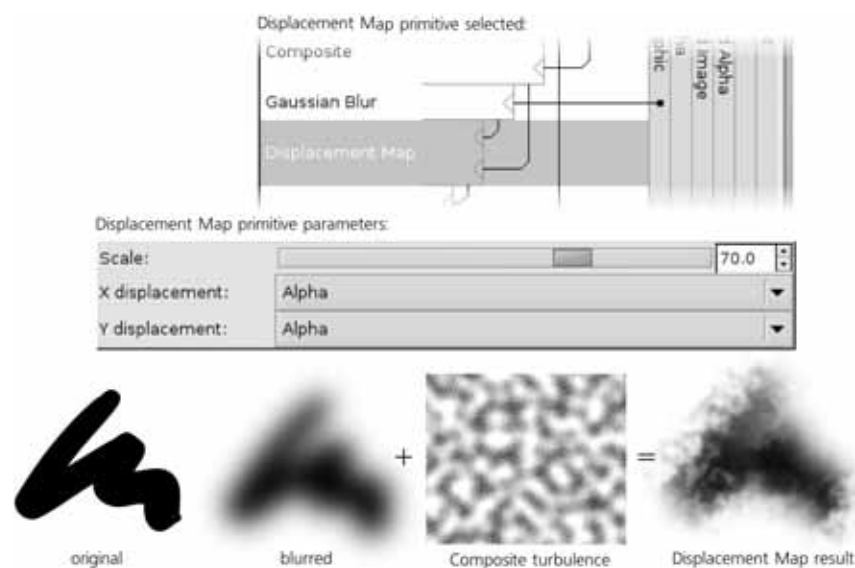 Displacement Map primitive selected:
Composite
Gaussian Blur
Displacement Map
Image
Alpha
Displacement Map primitive parameters:
Scale: 70.0
X displacement: Alpha
Y displacement: Alpha
+ =
original blurred Composite turbulence Displacement Map result